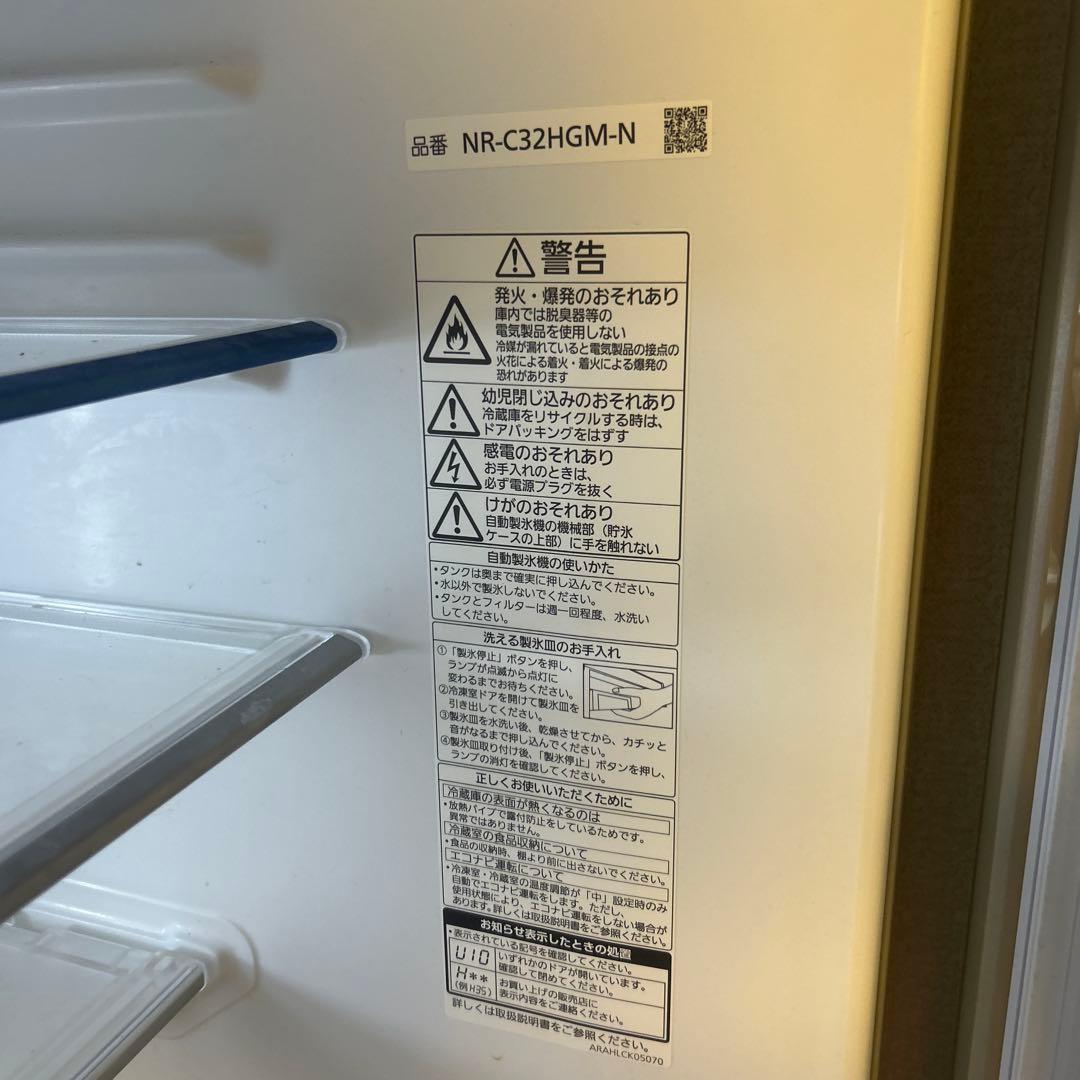 品番 NR-C32HGM-N
警告
発火・爆発のおそれあり
庫内では脱臭器等の
電気製品を使用しない
冷媒が漏れていると電気製品の接点の
火花による着火・着火による爆発の
恐れがあります
幼児閉じ込みのおそれあり
冷蔵庫をリサイクルする時は、
ドアパッキングをはずす
感電のおそれあり
お手入れのときは、
必ず電源プラグを抜く
けがのおそれあり
自動製氷機の機械部（貯氷
ケースの上部）に手を触れない
自動製氷機の使いかた
・タンクは奥まで確実に押し込んでください。
・水以外で製氷しないでください。
・タンクとフィルターは週一回程度、水洗い
してください。
洗える製氷皿のお手入れ
①「製氷停止」ボタンを押し、
ランプが点滅から点灯に
変わるまでお待ちください。
②冷凍室ドアを開けて製氷皿を
引き出してください。
③製氷皿を水洗い後、乾燥させてから、カチッと
音がなるまで押し込んでください。
④製氷皿取り付け後、「製氷停止」ボタンを押し、
ランプの消灯を確認してください。
正しくお使いいただくために
冷蔵庫の表面が熱くなるのは
・放熱パイプで露付防止をしているためです。
異常ではありません。
冷蔵室の食品収納について
・食品の収納時、棚より前に出さないでください。
エコナビ運転について
・冷凍室・冷蔵室の温度調節が「中」設定時のみ
自動でエコナビ運転をします。ただし、
使用状態により、エコナビ運転をしない場合が
あります。詳しくは取扱説明書をご参照ください。
お知らせ表示したときの処置
・表示されている記号を確認してください。
U10 いずれかのドアが開いています。
確認して閉めてください。
H** (例 H35) お買い上げの販売店に
表示内容をご連絡ください。
詳しくは取扱説明書をご参照ください。
ARAHLCK05070